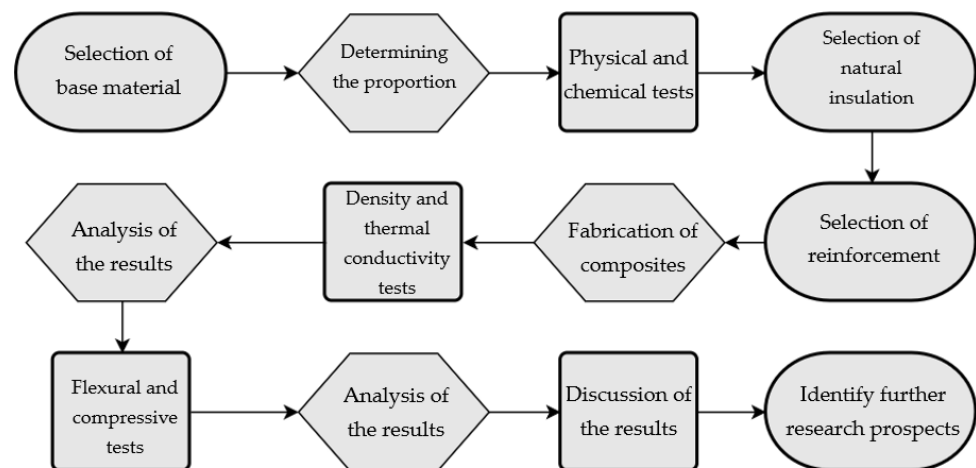 Selection of
base material
Determining
the proportion
Physical and
chemical tests
Selection of
natural
insulation
Selection of
reinforcement
Fabrication of
composites
Density and
thermal
conductivity
tests
Analysis of
the results
Flexural and
compressive
tests
Analysis of
the results
Discussion of
the results
Identify further
research prospects